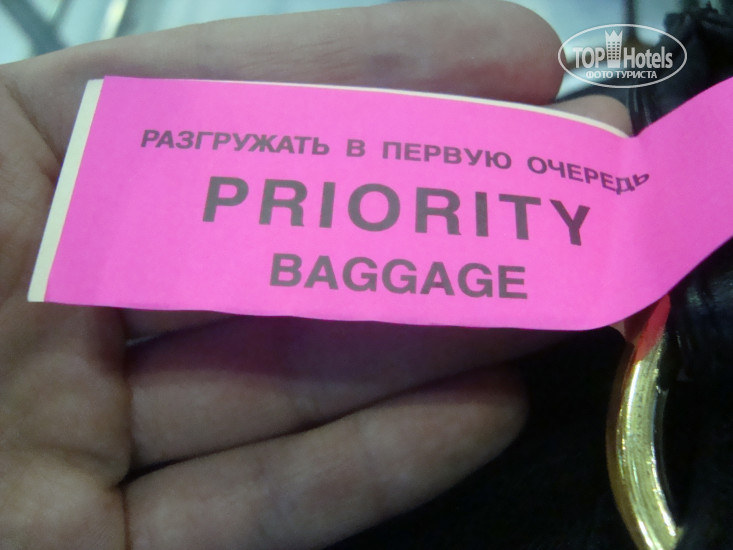 TOP Hotels
ФОТО ТУРИСТА
РАЗГРУЖАТЬ В ПЕРВУЮ ОЧЕРЕДЬ
PRIORITY
BAGGAGE